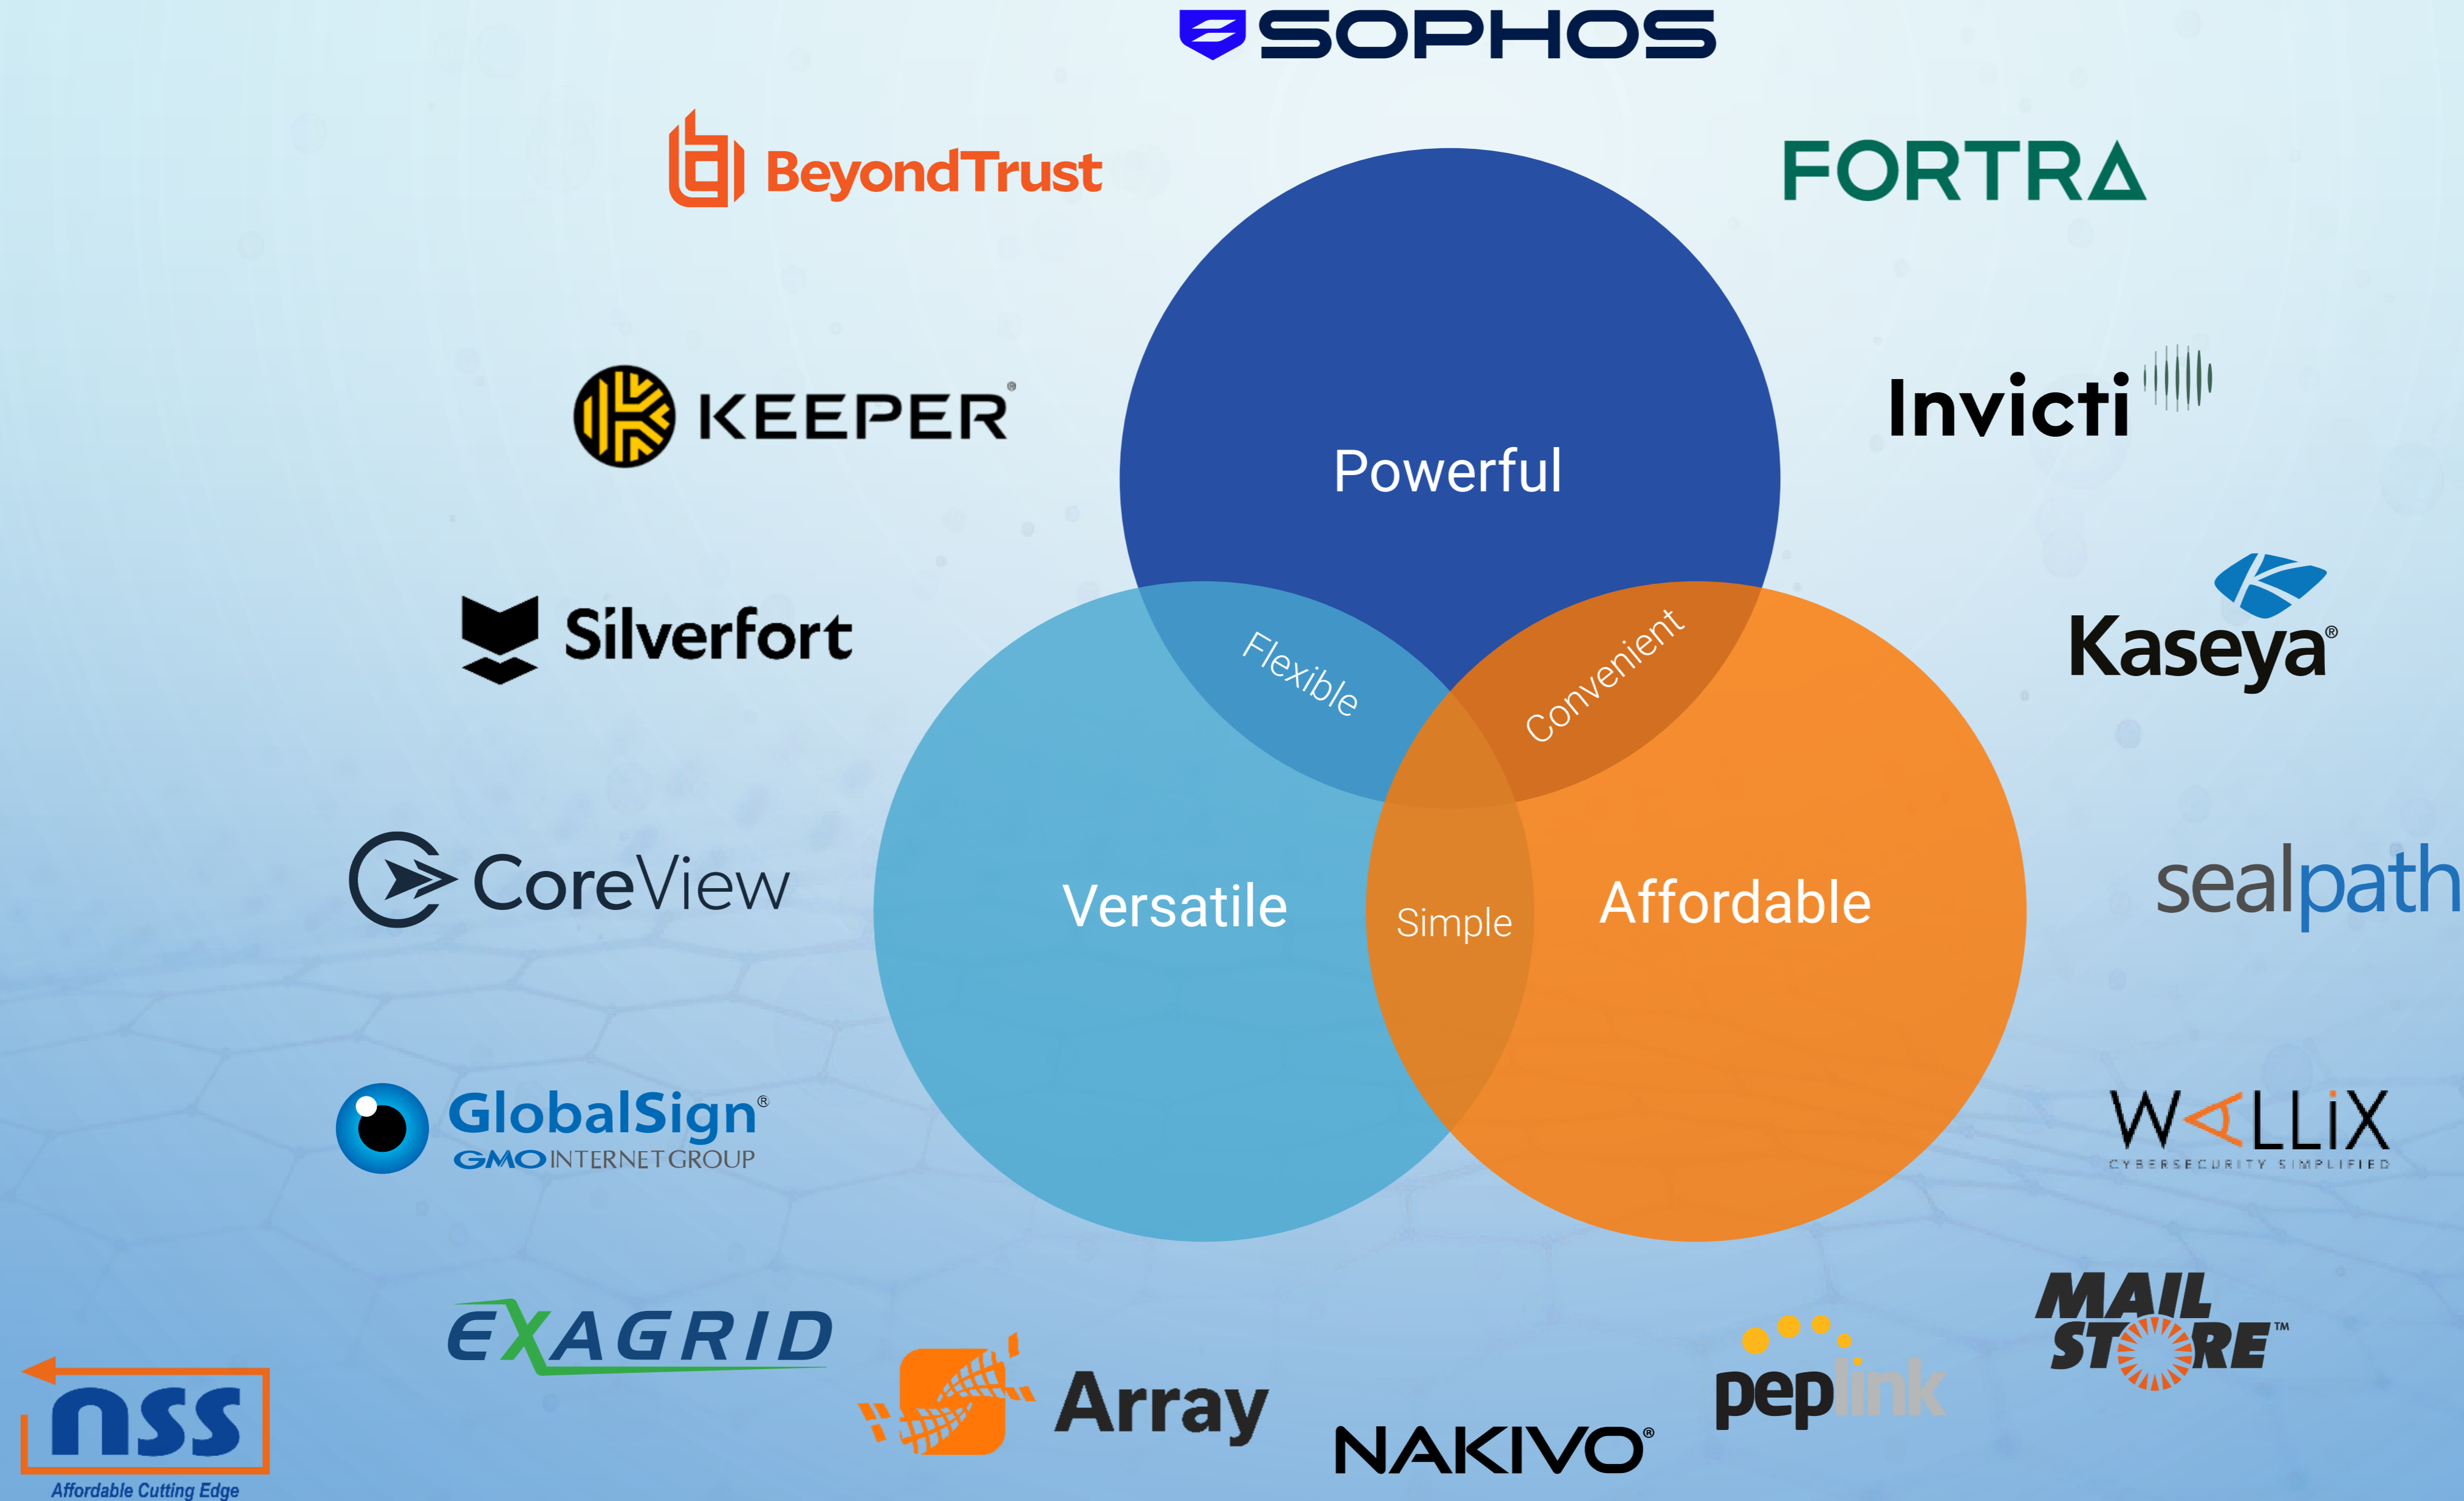 SOPHOS
BeyondTrust
FORTRA
KEEPER®
Invicti
Powerful
Silverfort
Kaseya®
Flexible
Convenient
CoreView
Versatile
Simple
Affordable
sealpath
GlobalSign®
GMO INTERNET GROUP
WALLiX
CYBERSECURITY SIMPLIFIED
EXAGRID
MAIL
STORE™
Array
peplink
NAKIVO®
nss
Affordable Cutting Edge